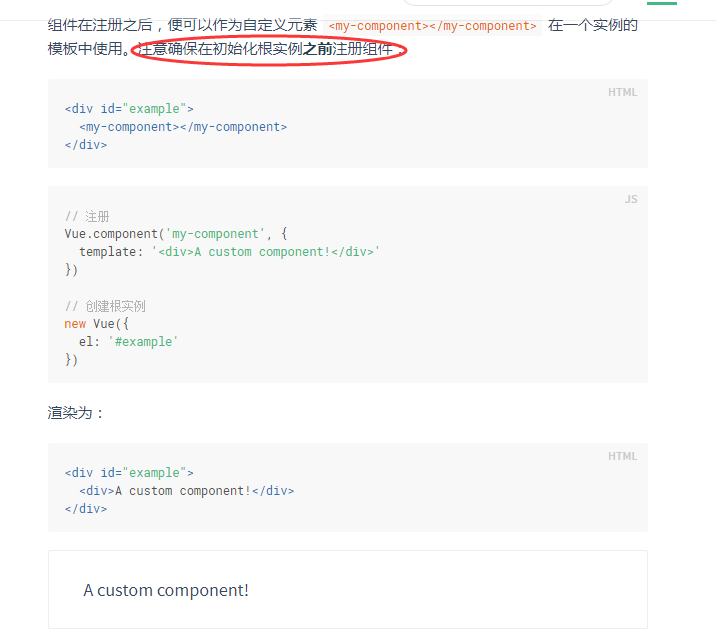 组件在注册之后，便可以作为自定义元素 <my-component></my-component> 在一个实例的
模板中使用。注意确保在初始化根实例之前注册组件：
HTML
<div id="example">
  <my-component></my-component>
</div>
JS
// 注册
Vue.component('my-component', {
  template: '<div>A custom component!</div>'
})

// 创建根实例
new Vue({
  el: '#example'
})
渲染为：
HTML
<div id="example">
  <div>A custom component!</div>
</div>
A custom component!